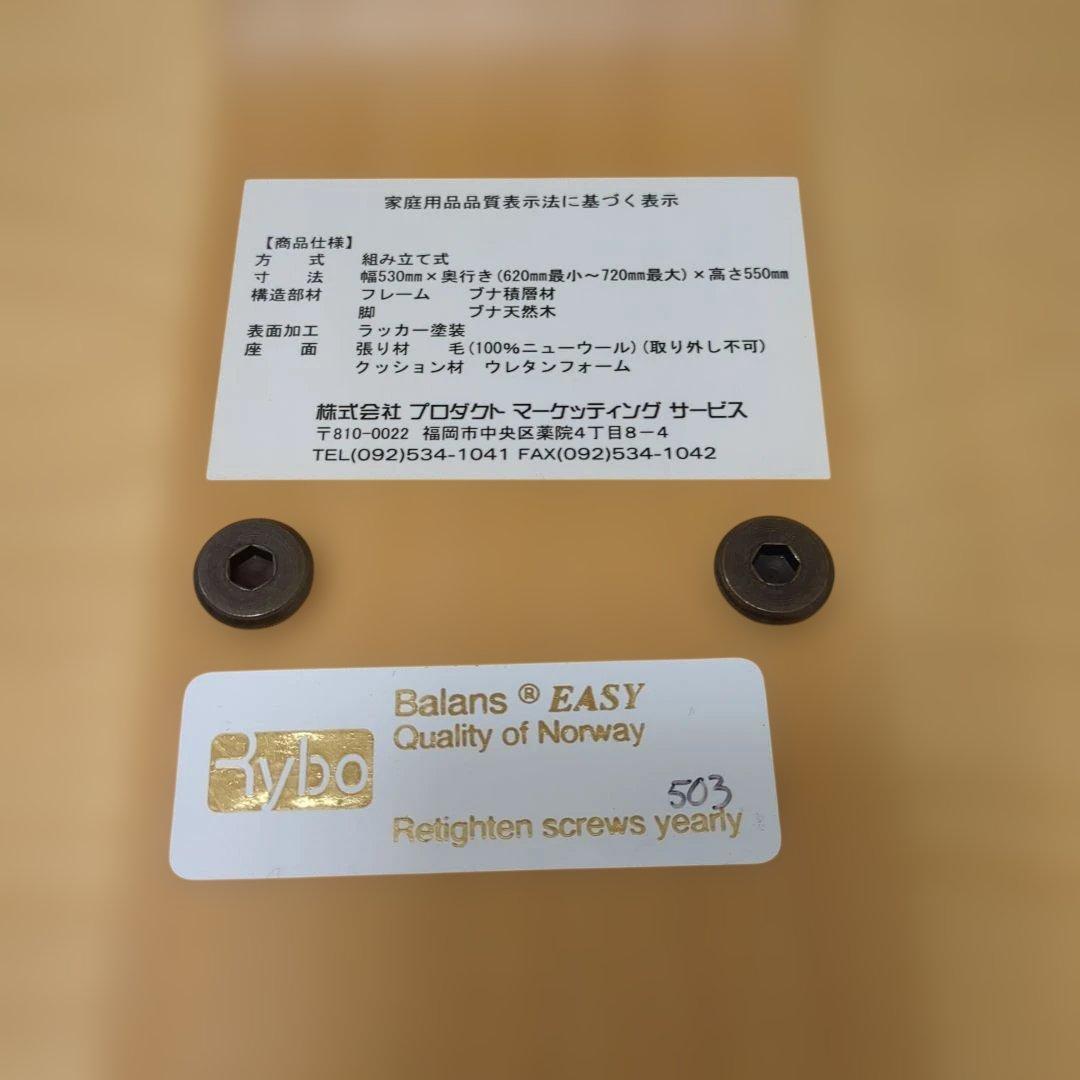 家庭用品品質表示法に基づく表示
【商品仕様】
方　式　組み立て式
寸　法　幅530mm×奥行き(620mm最小～720mm最大)×高さ550mm
構造部材　フレーム　ブナ積層材
脚　ブナ天然木
表面加工　ラッカー塗装
座　面　張り材　毛(100%ニューウール)(取り外し不可)
クッション材　ウレタンフォーム
株式会社 プロダクト マーケッティング サービス
〒810-0022 福岡市中央区薬院4丁目8-4
TEL(092)534-1041 FAX(092)534-1042
Balans ® EASY
Quality of Norway
Rybo
503
Retighten screws yearly